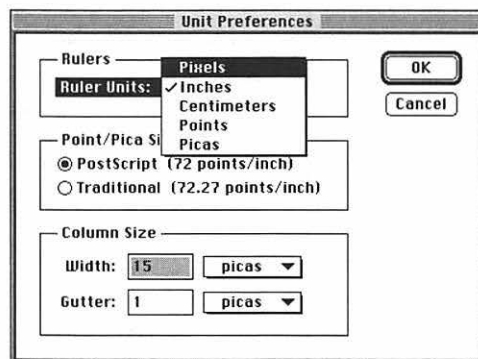 Unit Preferences
Rulers
Ruler Units:
Pixels
✓Inches
Centimeters
Points
Picas
OK
Cancel
Point/Pica Si
PostScript (72 points/inch)
Traditional (72.27 points/inch)
Column Size
Width: 15 picas
Gutter: 1 picas